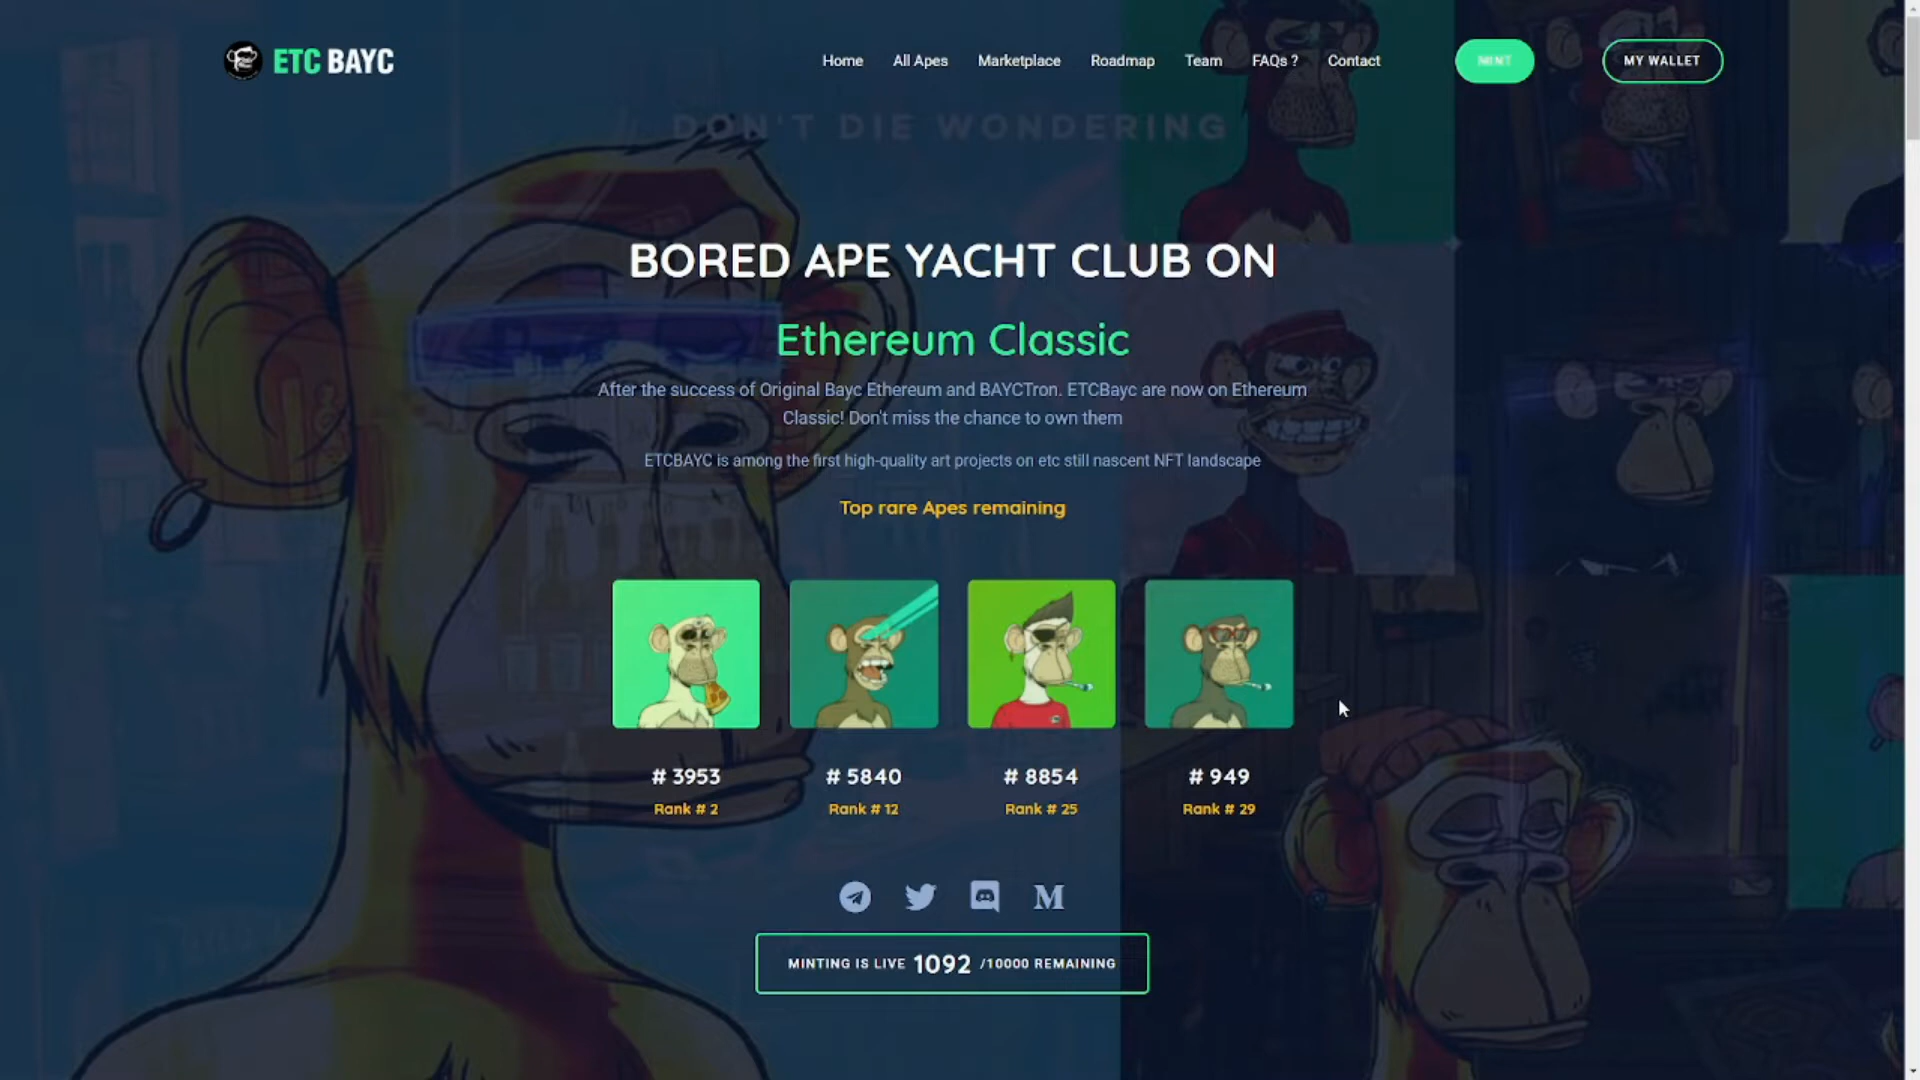 ETC BAYC
Home
All Apes
Marketplace
Roadmap
Team
FAQs ?
Contact
MINT
MY WALLET
DON'T DIE WONDERING
BORED APE YACHT CLUB ON
Ethereum Classic
After the success of Original Bayc Ethereum and BAYCTron. ETCBayc are now on Ethereum
Classic! Don't miss the chance to own them
ETCBAYC is among the first high-quality art projects on etc still nascent NFT landscape
Top rare Apes remaining
# 3953
# 5840
# 8854
# 949
Rank # 2
Rank # 12
Rank # 25
Rank # 29
MINTING IS LIVE 1092 /10000 REMAINING